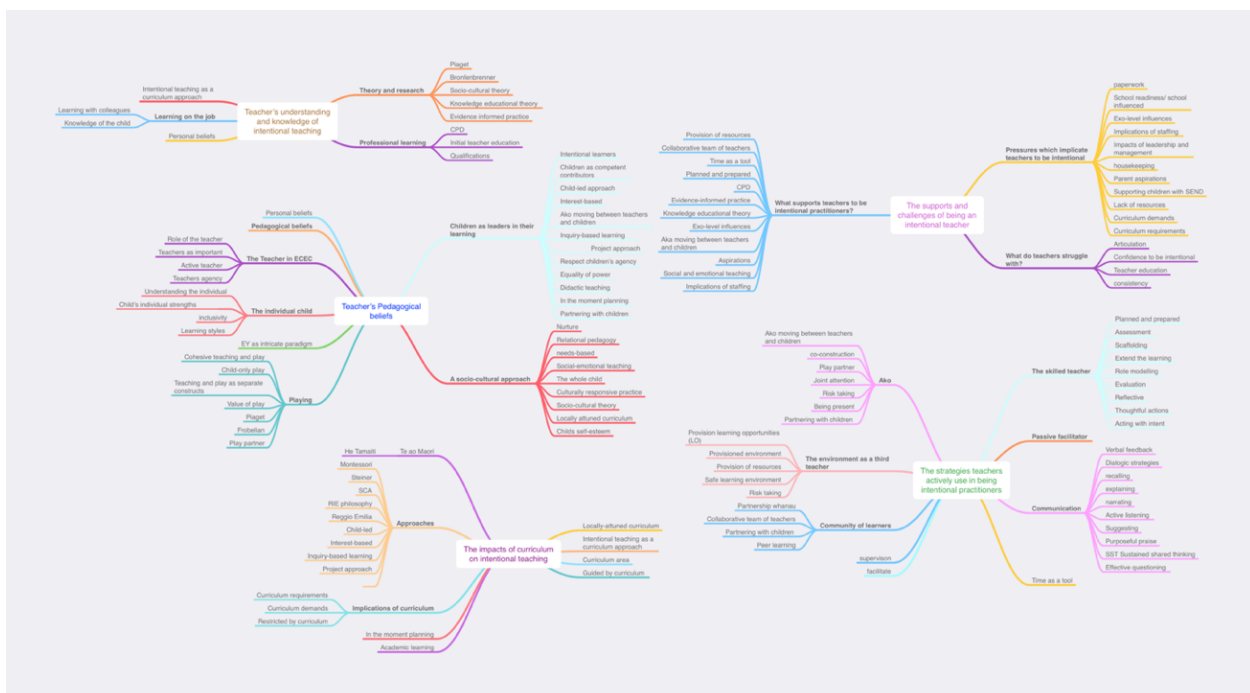 Teacher's understanding
and knowledge of
intentional teaching
Intentional teaching as a
curriculum approach
Learning on the job
Learning with colleagues
Knowledge of the child
Personal beliefs
Theory and research
Piaget
Bronfenbrenner
Socio-cultural theory
Knowledge educational theory
Evidence informed practice
Professional learning
CPD
Initial teacher education
Qualifications
Teacher's Pedagogical
beliefs
Personal beliefs
Pedagogical beliefs
The Teacher in ECEC
Role of the teacher
Teachers as important
Active teacher
Teachers agency
The individual child
Understanding the individual
Child's individual strengths
inclusivity
Learning styles
EY as intricate paradigm
Playing
Cohesive teaching and play
Child-only play
Teaching and play as separate
constructs
Value of play
Piaget
Frobelian
Play partner
Children as leaders in their
learning
Intentional learners
Children as competent
contributors
Child-led approach
Interest-based
Ako moving between teachers
and children
Inquiry-based learning
Project approach
Respect children's agency
Equality of power
Didactic teaching
In the moment planning
Partnering with children
A socio-cultural approach
Nurture
Relational pedagogy
needs-based
Social-emotional teaching
The whole child
Culturally responsive practice
Socio-cultural theory
Locally attuned curriculum
Childs self-esteem
The impacts of curriculum
on intentional teaching
He Tamaiti
Te ao Maori
Approaches
Montessori
Steiner
SCA
RIE philosophy
Reggio Emilia
Child-led
Interest-based
Inquiry-based learning
Project approach
Implications of curriculum
Curriculum requirements
Curriculum demands
Restricted by curriculum
In the moment planning
Academic learning
Locally-attuned curriculum
Intentional teaching as a
curriculum approach
Curriculum area
Guided by curriculum
The supports and
challenges of being an
intentional teacher
What supports teachers to be
intentional practitioners?
Provision of resources
Collaborative team of teachers
Time as a tool
Planned and prepared
CPD
Evidence-informed practice
Knowledge educational theory
Exo-level influences
Aka moving between teachers
and children
Aspirations
Social and emotional teaching
Implications of staffing
Pressures which implicate
teachers to be intentional
paperwork
School readiness/ school
influenced
Exo-level influences
Implications of staffing
Impacts of leadership and
management
housekeeping
Parent aspirations
Supporting children with SEND
Lack of resources
Curriculum demands
Curriculum requirements
What do teachers struggle
with?
Articulation
Confidence to be intentional
Teacher education
consistency
The strategies teachers
actively use in being
intentional practitioners
Ako
Ako moving between teachers
and children
co-construction
Play partner
Joint attention
Risk taking
Being present
Partnering with children
The environment as a third
teacher
Provision learning opportunities
(LO)
Provisioned environment
Provision of resources
Safe learning environment
Risk taking
Community of learners
Partnership whanau
Collaborative team of teachers
Partnering with children
Peer learning
supervison
facilitate
The skilled teacher
Planned and prepared
Assessment
Scaffolding
Extend the learning
Role modelling
Evaluation
Reflective
Thoughtful actions
Acting with intent
Passive facilitator
Communication
Verbal feedback
Dialogic strategies
recalling
explaining
narrating
Active listening
Suggesting
Purposeful praise
SST Sustained shared thinking
Effective questioning
Time as a tool